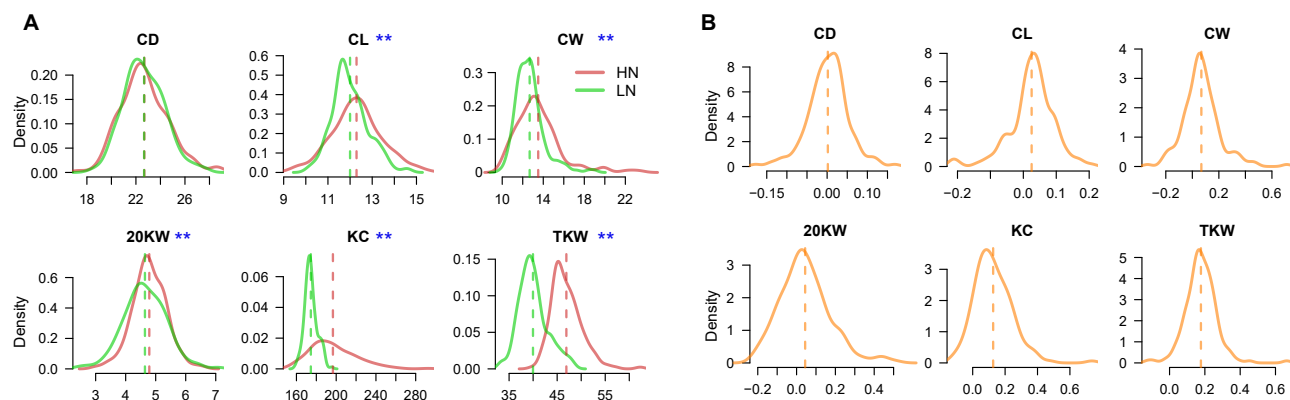 A
CD
CL **
CW **
Density
0.00 0.05 0.10 0.15 0.20
18 22 26
0.0 0.1 0.2 0.3 0.4 0.5 0.6
9 11 13 15
0.0 0.1 0.2 0.3
10 14 18 22
HN
LN
20KW **
KC **
TKW **
Density
0.0 0.2 0.4 0.6
3 4 5 6 7
0.00 0.02 0.04 0.06
160 200 240 280
0.00 0.05 0.10 0.15
35 45 55
B
CD
CL
CW
Density
0 2 4 6 8
−0.15 0.00 0.10
0 2 4 6 8
−0.2 0.0 0.1 0.2
0 1 2 3 4
−0.2 0.2 0.6
20KW
KC
TKW
Density
0 1 2 3
−0.2 0.0 0.2 0.4
0 1 2 3
0.0 0.2 0.4 0.6
0 1 2 3 4 5
0.0 0.2 0.4 0.6